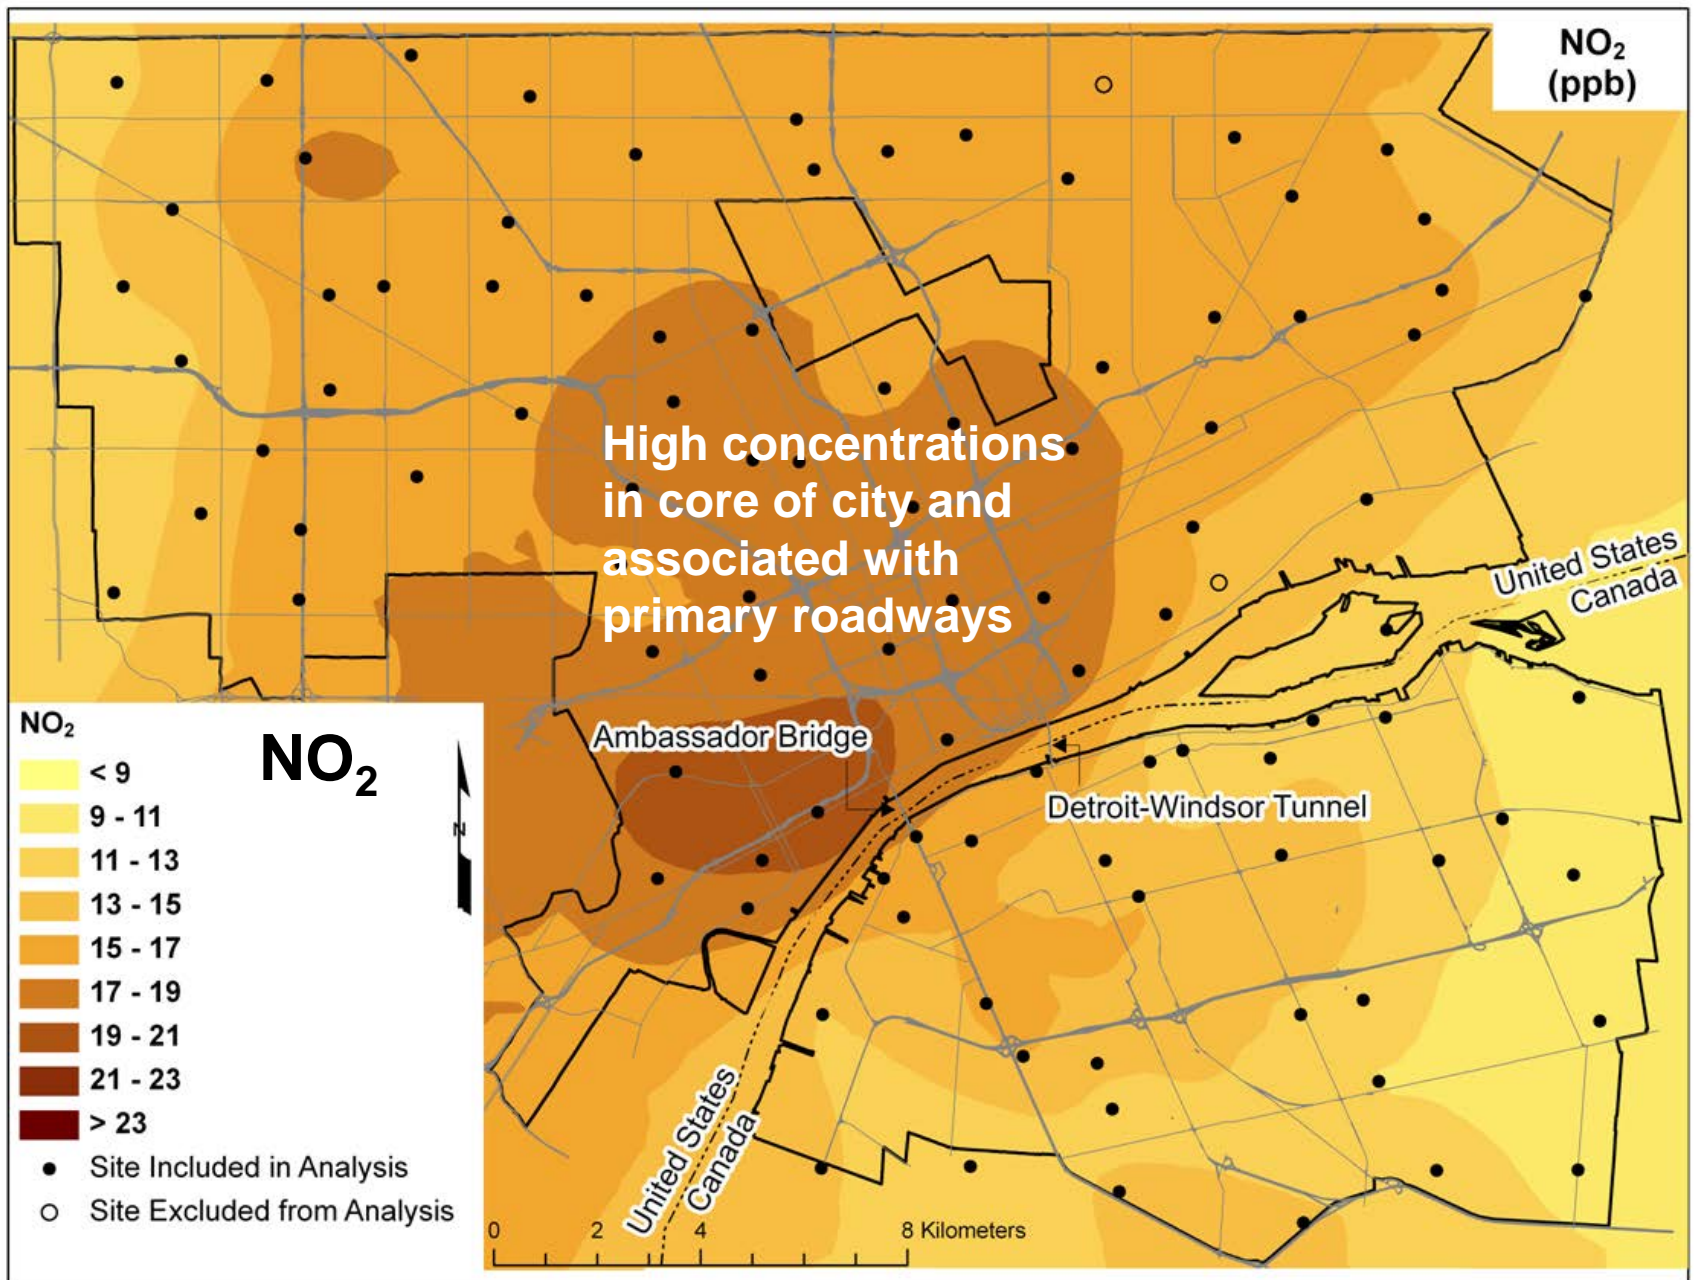 NO₂
(ppb)
High concentrations
in core of city and
associated with
primary roadways
United States
Canada
Ambassador Bridge
Detroit-Windsor Tunnel
NO₂
NO₂
< 9
9 - 11
11 - 13
13 - 15
15 - 17
17 - 19
19 - 21
21 - 23
> 23
Site Included in Analysis
Site Excluded from Analysis
N
United States
Canada
0 2 4 8 Kilometers